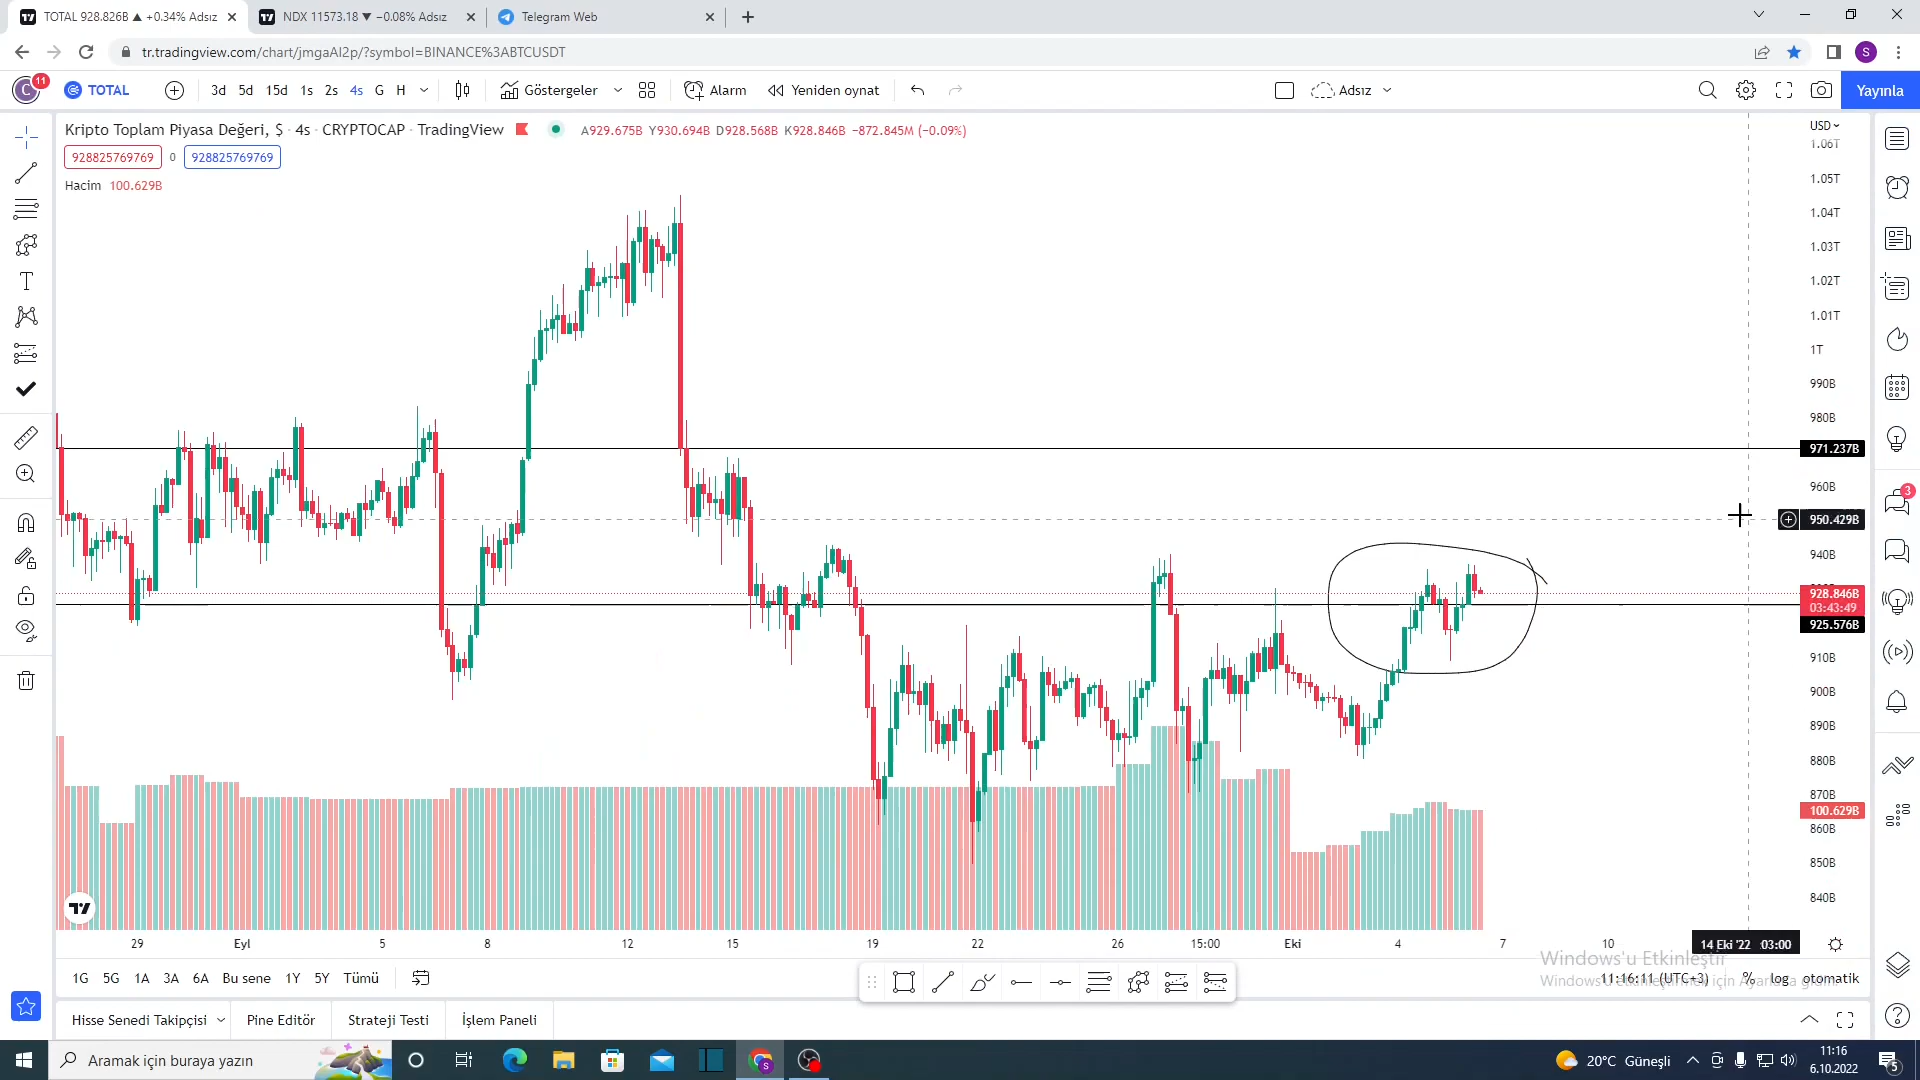 TOTAL 928.826B ▲ +0.34% Adsız
NDX 11573.18 ▼ −0.08% Adsız
Telegram Web
tr.tradingview.com/chart/jmgaAI2p/?symbol=BINANCE%3ABTCUSDT
S
C
11
TOTAL
3d 5d 15d 1s 2s 4s G H
Göstergeler
Alarm
Yeniden oynat
Adsız
Yayınla
Kripto Toplam Piyasa Değeri, $ · 4s · CRYPTOCAP · TradingView
A929.675B Y930.694B D928.568B K928.846B −872.845M (−0.09%)
928825769769 0 928825769769
Hacim 100.629B
USD
1.06T
1.05T
1.04T
1.03T
1.02T
1.01T
1T
990B
980B
971.237B
960B
950.429B
940B
928.846B
03:43:49
925.576B
910B
900B
890B
880B
870B
100.629B
860B
850B
840B
3
29 Eyl 5 8 12 15 19 22 26 15:00 Eki 4 7 10
14 Eki '22 03:00
Windows'u Etkinleştir
1G 5G 1A 3A 6A Bu sene 1Y 5Y Tümü
11:16:11 (UTC+3) % log otomatik
Hisse Senedi Takipçisi Pine Editör Strateji Testi İşlem Paneli
Aramak için buraya yazın
20°C Güneşli
11:16
6.10.2022
5